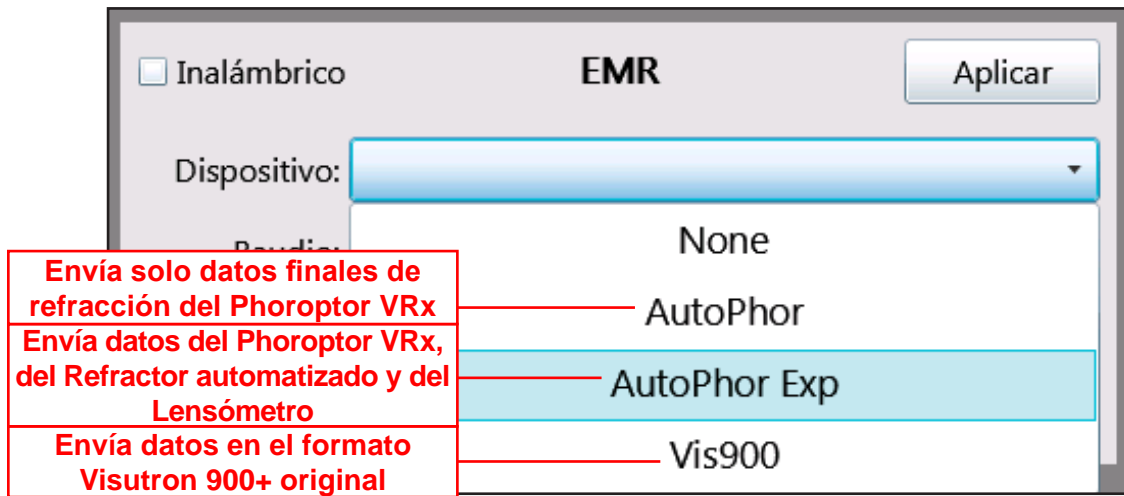 Inalámbrico
EMR
Aplicar
Dispositivo:
None
Envía solo datos finales de
refracción del Phoroptor VRx
AutoPhor
Envía datos del Phoroptor VRx,
del Refractor automatizado y del
Lensómetro
AutoPhor Exp
Envía datos en el formato
Visutron 900+ original
Vis900